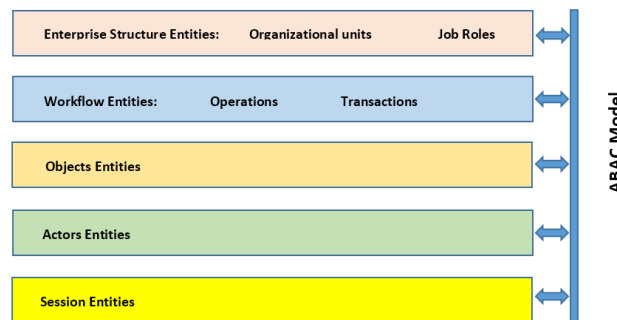 Enterprise Structure Entities: Organizational units Job Roles
Workflow Entities: Operations Transactions
Objects Entities
Actors Entities
Session Entities
ABAC Model